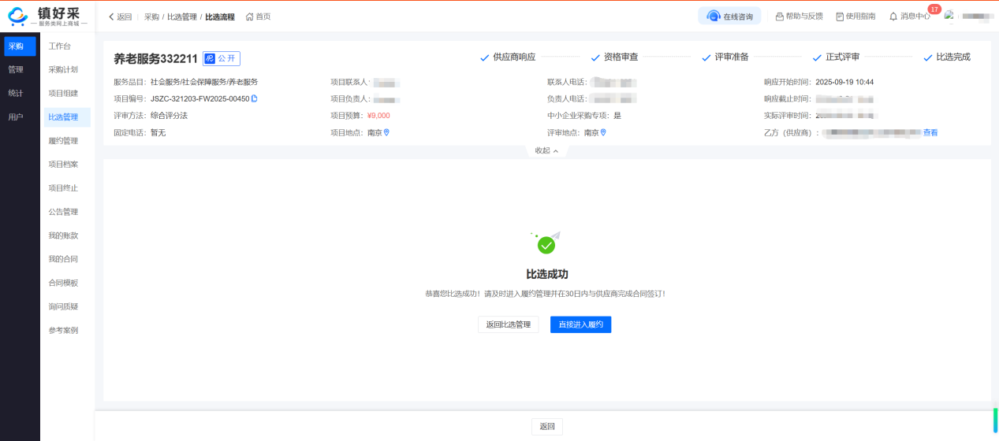 镇好采
服务类网上商城
返回 采购 / 比选管理 / 比选流程 首页
在线咨询 帮助与反馈 使用指南 消息中心 17
采购
管理
统计
用户
工作台
采购计划
项目组建
比选管理
履约管理
项目档案
项目终止
公告管理
我的账款
我的合同
合同模板
询问质疑
参考案例
养老服务332211 公开
供应商响应 资格审查 评审准备 正式评审 比选完成
服务品目：社会服务/社会保障服务/养老服务 项目联系人： 联系人电话： 响应开始时间：2025-09-19 10:44
项目编号：JSZC-321203-FW2025-00450 项目负责人： 负责人电话： 响应截止时间：
评审方法：综合评分法 项目预算：¥9,000 中小企业采购专项：是 实际评审时间：
固定电话：暂无 项目地点：南京 评审地点：南京 乙方（供应商）： 查看
收起
比选成功
恭喜您比选成功！请及时进入履约管理并在30日内与供应商完成合同签订！
返回比选管理 直接进入履约
返回